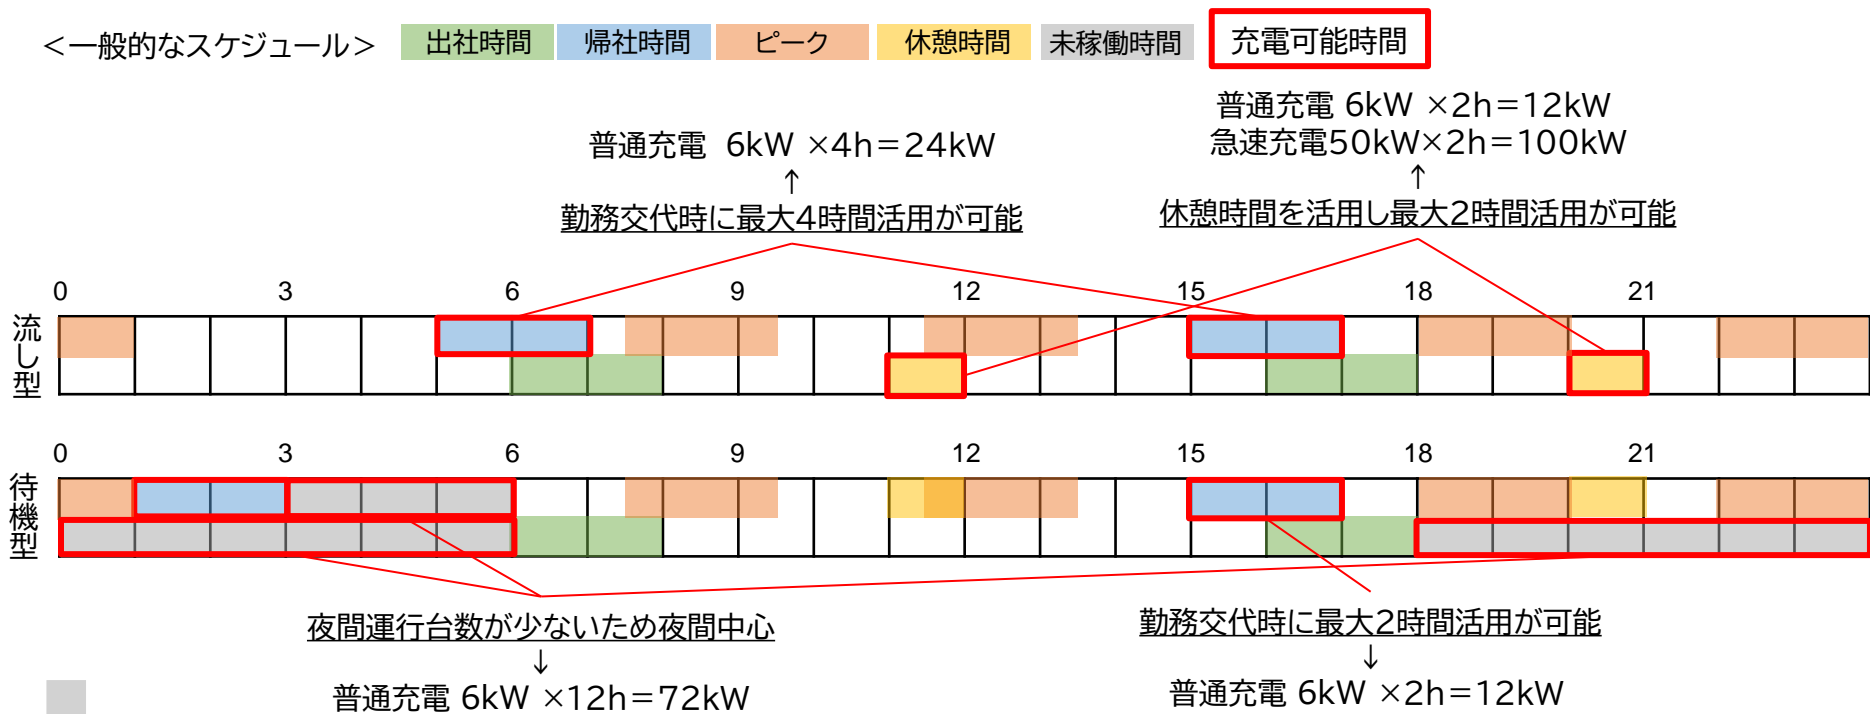 ＜一般的なスケジュール＞ 出社時間 帰社時間 ピーク 休憩時間 未稼働時間 充電可能時間
普通充電 6kW ×4h＝24kW
普通充電 6kW ×2h＝12kW
急速充電50kW×2h＝100kW
↑
↑
勤務交代時に最大4時間活用が可能
休憩時間を活用し最大2時間活用が可能
0 3 6 9 12 15 18 21
流し型
0 3 6 9 12 15 18 21
待機型
夜間運行台数が少ないため夜間中心
勤務交代時に最大2時間活用が可能
↓
↓
普通充電 6kW ×12h＝72kW
普通充電 6kW ×2h＝12kW